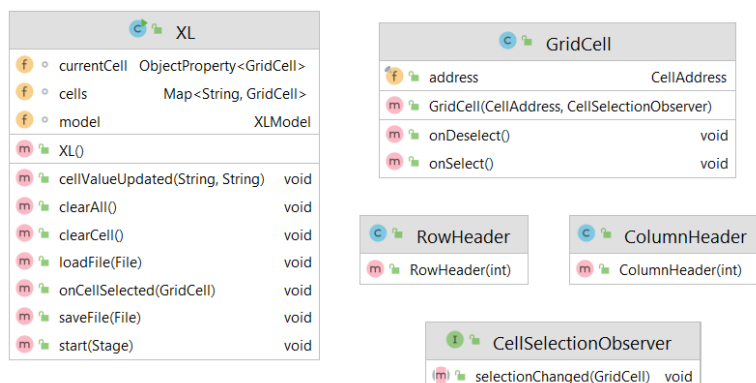 XL
currentCell ObjectProperty<GridCell>
cells Map<String, GridCell>
model XLModel
XL()
cellValueUpdated(String, String) void
clearAll() void
clearCell() void
loadFile(File) void
onCellSelected(GridCell) void
saveFile(File) void
start(Stage) void
GridCell
address CellAddress
GridCell(CellAddress, CellSelectionObserver)
onDeselect() void
onSelect() void
RowHeader
RowHeader(int)
ColumnHeader
ColumnHeader(int)
CellSelectionObserver
selectionChanged(GridCell) void